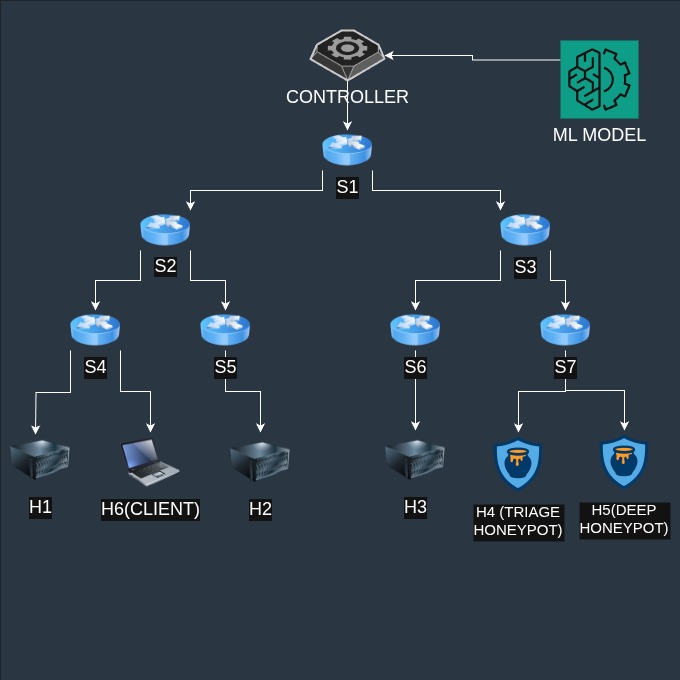 CONTROLLER
ML MODEL
S1
S2
S3
S4
S5
S6
S7
H1
H6(CLIENT)
H2
H3
H4 (TRIAGE
HONEYPOT)
H5(DEEP
HONEYPOT)